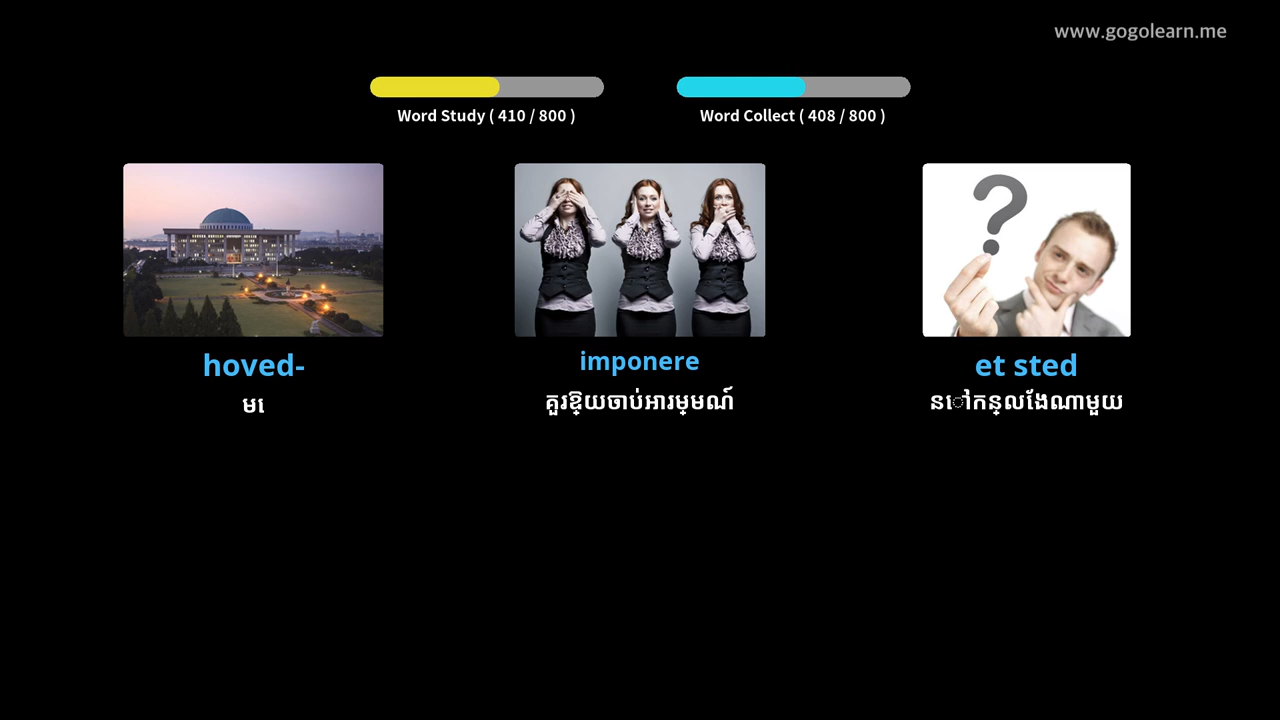 www.gogolearn.me
Word Study ( 410 / 800 )
Word Collect ( 408 / 800 )
hoved-
មេ
imponere
គួរឱ្យចាប់អារម្មណ៍
et sted
នៅកន្លែងណាមួយ